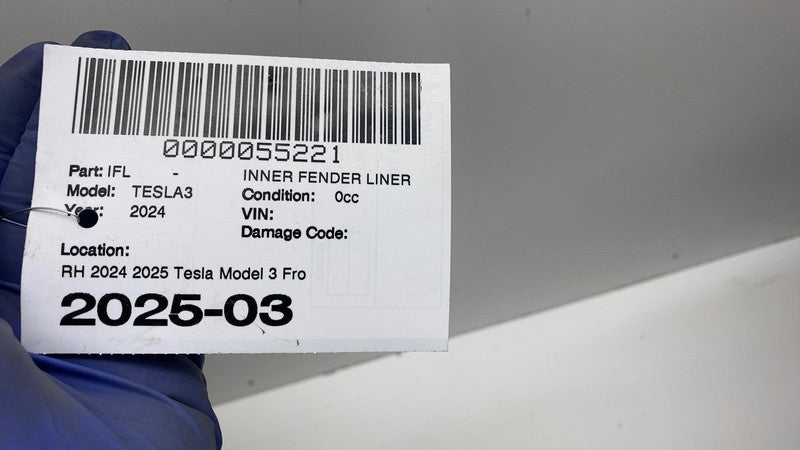 0000055221
Part: IFL - INNER FENDER LINER
Model: TESLA3 Condition: 0cc
Year: 2024 VIN:
Damage Code:
Location:
RH 2024 2025 Tesla Model 3 Fro
2025-03